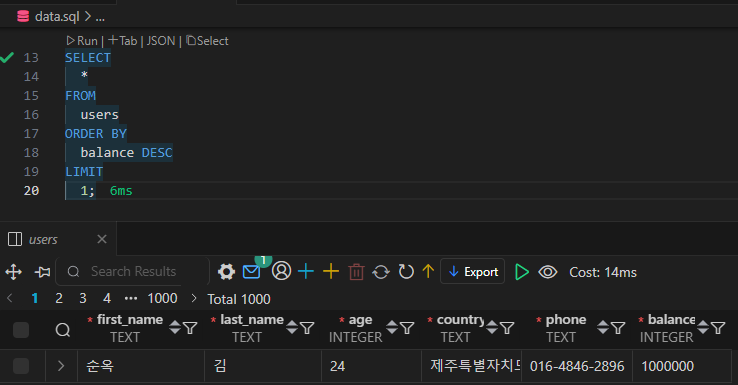 data.sql > ...
Run | +Tab | JSON | Select
13 SELECT
14 *
15 FROM
16 users
17 ORDER BY
18 balance DESC
19 LIMIT
20 1; 6ms
users
Search Results 1 Export Cost: 14ms
1 2 3 4 ••• 1000 > Total 1000
* first_name * last_name * age * country * phone * balance
TEXT TEXT INTEGER TEXT TEXT INTEGER
순옥 김 24 제주특별자치도 016-4846-2896 1000000